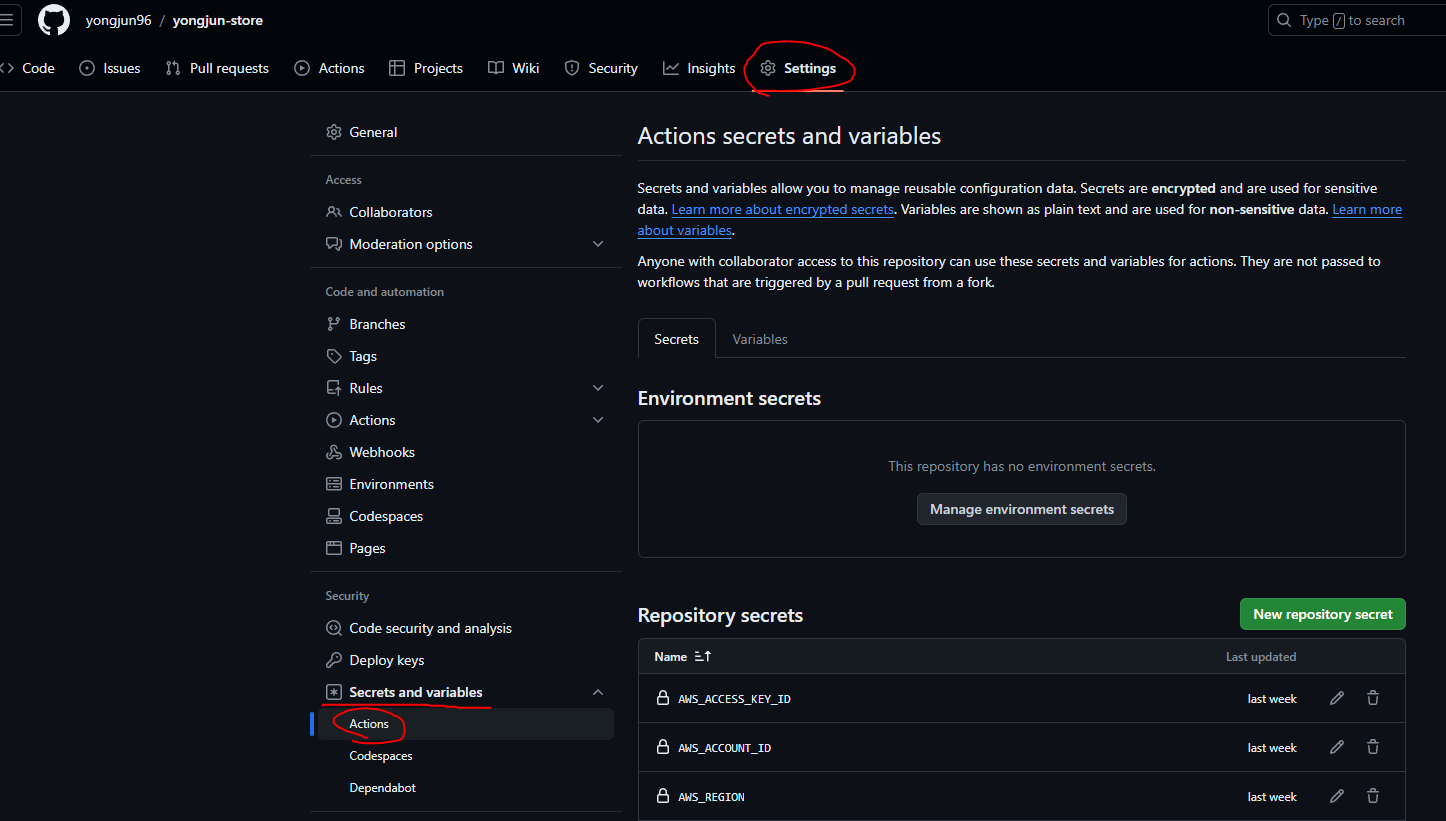 yongjun96 / yongjun-store
Type / to search
Code Issues Pull requests Actions Projects Wiki Security Insights Settings
General
Access
Collaborators
Moderation options
Code and automation
Branches
Tags
Rules
Actions
Webhooks
Environments
Codespaces
Pages
Security
Code security and analysis
Deploy keys
Secrets and variables
Actions
Codespaces
Dependabot
Actions secrets and variables
Secrets and variables allow you to manage reusable configuration data. Secrets are encrypted and are used for sensitive
data. Learn more about encrypted secrets. Variables are shown as plain text and are used for non-sensitive data. Learn more
about variables.
Anyone with collaborator access to this repository can use these secrets and variables for actions. They are not passed to
workflows that are triggered by a pull request from a fork.
Secrets Variables
Environment secrets
This repository has no environment secrets.
Manage environment secrets
Repository secrets New repository secret
Name Last updated
AWS_ACCESS_KEY_ID last week
AWS_ACCOUNT_ID last week
AWS_REGION last week